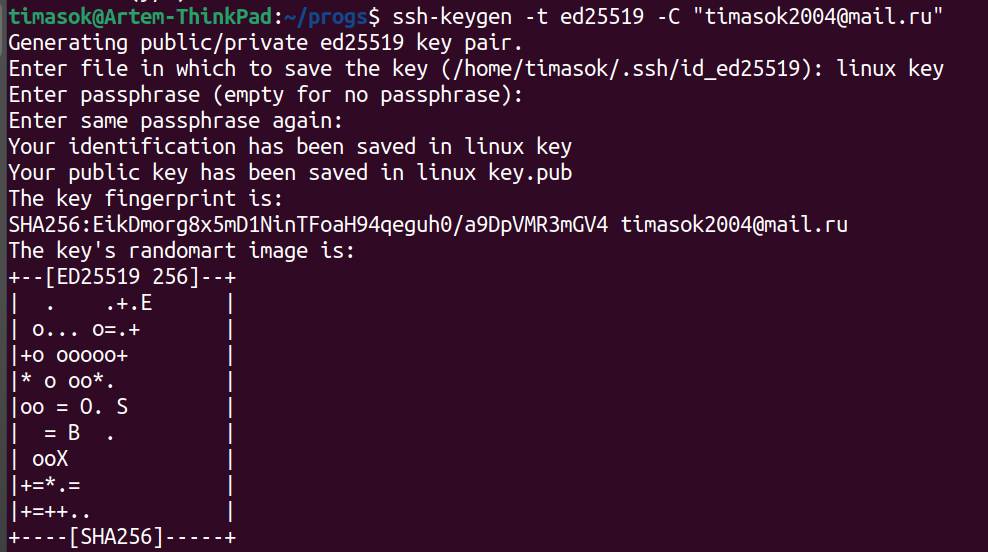 timasok@Artem-ThinkPad:~/progs$ ssh-keygen -t ed25519 -C "timasok2004@mail.ru"
Generating public/private ed25519 key pair.
Enter file in which to save the key (/home/timasok/.ssh/id_ed25519): linux key
Enter passphrase (empty for no passphrase):
Enter same passphrase again:
Your identification has been saved in linux key
Your public key has been saved in linux key.pub
The key fingerprint is:
SHA256:EikDmorg8x5mD1NinTFoaH94qeguh0/a9DpVMR3mGV4 timasok2004@mail.ru
The key's randomart image is:
+--[ED25519 256]--+
|  .    .+.E      |
| o... o=.+       |
|+o ooooo+        |
|* o oo*.         |
|oo = O. S        |
|  = B  .         |
| ooX             |
|+=*.=            |
|+=++..           |
+----[SHA256]-----+